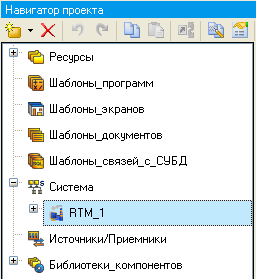 Навигатор проекта
Ресурсы
Шаблоны_программ
Шаблоны_экранов
Шаблоны_документов
Шаблоны_связей_с_СУБД
Система
RTM_1
Источники/Приемники
Библиотеки_компонентов